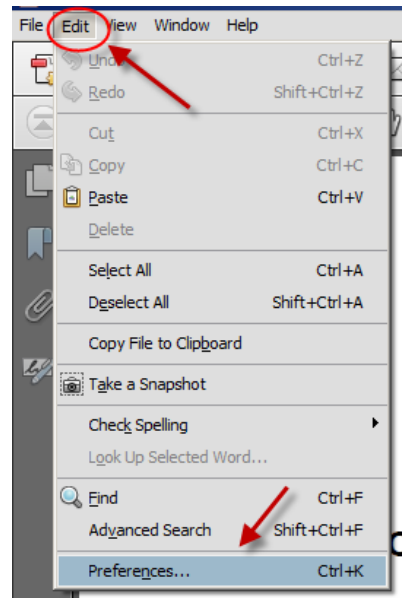 File Edit View Window Help
Undo Ctrl+Z
Redo Shift+Ctrl+Z
Cut Ctrl+X
Copy Ctrl+C
Paste Ctrl+V
Delete
Select All Ctrl+A
Deselect All Shift+Ctrl+A
Copy File to Clipboard
Take a Snapshot
Check Spelling
Look Up Selected Word...
Find Ctrl+F
Advanced Search Shift+Ctrl+F
Preferences... Ctrl+K